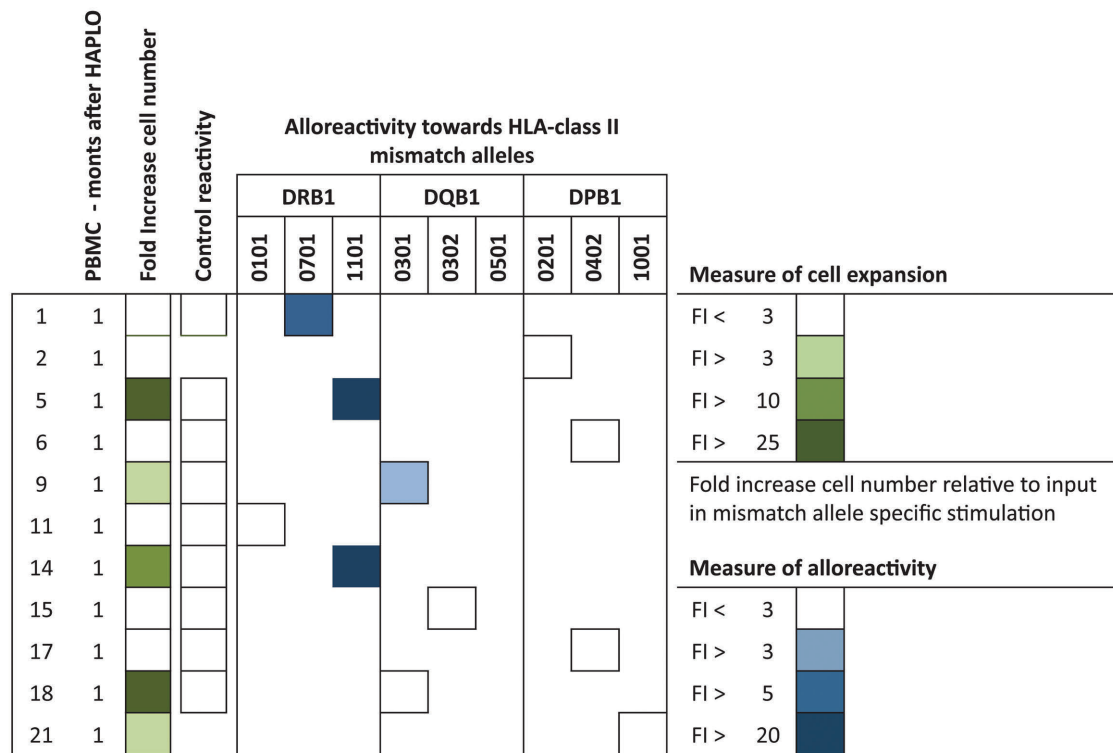 PBMC - monts after HAPLO
Fold Increase cell number
Control reactivity
Alloreactivity towards HLA-class II
mismatch alleles
DRB1 DQB1 DPB1
0101 0701 1101 0301 0302 0501 0201 0402 1001
1 1
2 1
5 1
6 1
9 1
11 1
14 1
15 1
17 1
18 1
21 1
Measure of cell expansion
FI < 3
FI > 3
FI > 10
FI > 25
Fold increase cell number relative to input
in mismatch allele specific stimulation
Measure of alloreactivity
FI < 3
FI > 3
FI > 5
FI > 20